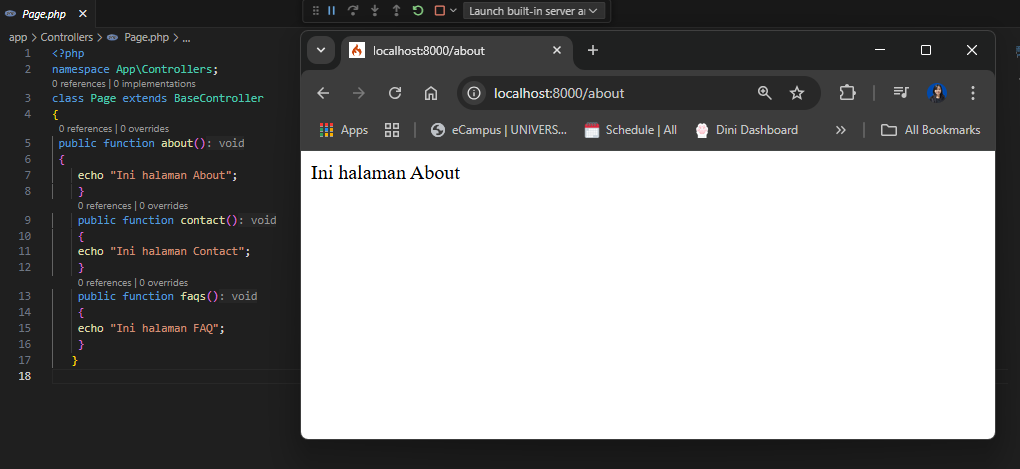 Page.php
Launch built-in server ar
app > Controllers > Page.php > ...
1 <?php
2 namespace App\Controllers;
0 references | 0 implementations
3 class Page extends BaseController
4 {
0 references | 0 overrides
5 public function about(): void
6 {
7 echo "Ini halaman About";
8 }
0 references | 0 overrides
9 public function contact(): void
10 {
11 echo "Ini halaman Contact";
12 }
0 references | 0 overrides
13 public function faqs(): void
14 {
15 echo "Ini halaman FAQ";
16 }
17 }
18
localhost:8000/about
localhost:8000/about
Apps
eCampus | UNIVERS...
Schedule | All
Dini Dashboard
All Bookmarks
Ini halaman About